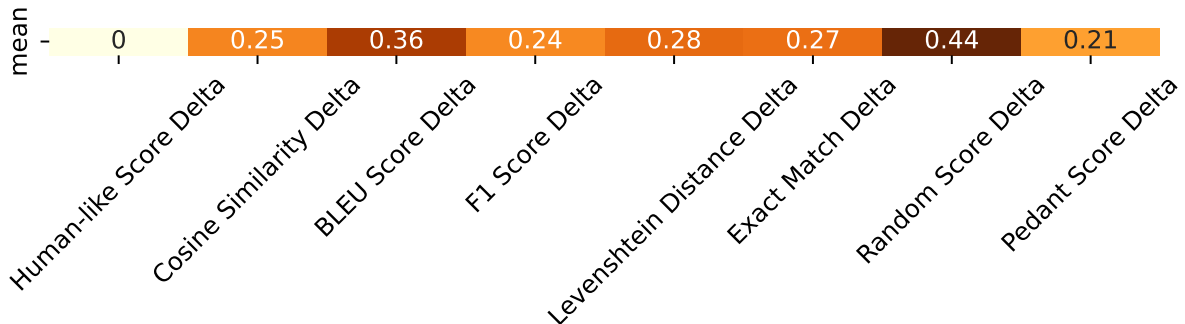 mean
0 0.25 0.36 0.24 0.28 0.27 0.44 0.21
Human-like Score Delta
Cosine Similarity Delta
BLEU Score Delta
F1 Score Delta
Levenshtein Distance Delta
Exact Match Delta
Random Score Delta
Pedant Score Delta